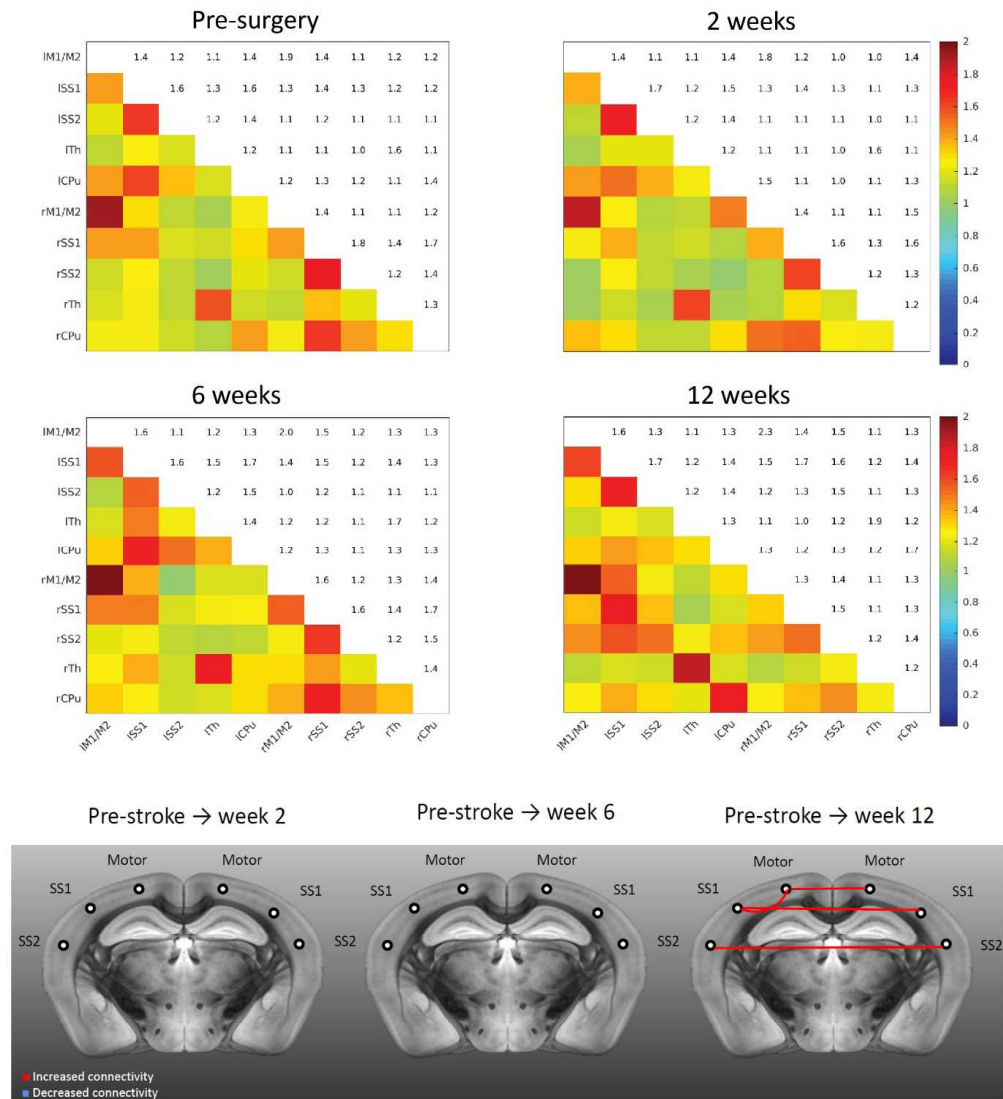 Pre-surgery
lM1/M2 1.4 1.2 1.1 1.4 1.9 1.4 1.1 1.2 1.2
lSS1 1.6 1.3 1.6 1.3 1.4 1.3 1.2 1.2
lSS2 1.2 1.4 1.1 1.2 1.1 1.1 1.1
lTh 1.2 1.1 1.1 1.0 1.6 1.1
lCPu 1.2 1.3 1.2 1.1 1.4
rM1/M2 1.4 1.1 1.1 1.2
rSS1 1.8 1.4 1.7
rSS2 1.2 1.4
rTh 1.3
rCPu
2 weeks
1.4 1.1 1.1 1.4 1.8 1.2 1.0 1.0 1.4
1.7 1.2 1.5 1.3 1.4 1.3 1.1 1.3
1.2 1.4 1.1 1.1 1.1 1.0 1.1
1.2 1.1 1.1 1.0 1.6 1.1
1.5 1.1 1.0 1.1 1.3
1.4 1.1 1.1 1.5
1.6 1.3 1.6
1.2 1.3
1.2
2
1.8
1.6
1.4
1.2
1
0.8
0.6
0.4
0.2
0
6 weeks
lM1/M2 1.6 1.1 1.2 1.3 2.0 1.5 1.2 1.3 1.3
lSS1 1.6 1.5 1.7 1.4 1.5 1.2 1.4 1.3
lSS2 1.2 1.5 1.0 1.2 1.1 1.1 1.1
lTh 1.4 1.2 1.2 1.1 1.7 1.2
lCPu 1.2 1.3 1.1 1.3 1.3
rM1/M2 1.6 1.2 1.3 1.4
rSS1 1.6 1.4 1.7
rSS2 1.2 1.5
rTh 1.4
rCPu
lM1/M2 lSS1 lSS2 lTh lCPu rM1/M2 rSS1 rSS2 rTh rCPu
12 weeks
1.6 1.3 1.1 1.3 2.3 1.4 1.5 1.1 1.3
1.7 1.2 1.4 1.5 1.7 1.6 1.2 1.4
1.2 1.4 1.2 1.3 1.5 1.1 1.3
1.3 1.1 1.0 1.2 1.9 1.2
1.3 1.2 1.3 1.2 1.7
1.3 1.4 1.1 1.3
1.5 1.1 1.3
1.2 1.4
1.2
lM1/M2 lSS1 lSS2 lTh lCPu rM1/M2 rSS1 rSS2 rTh rCPu
2
1.8
1.6
1.4
1.2
1
0.8
0.6
0.4
0.2
0
Pre-stroke → week 2
Motor Motor
SS1 SS1
SS2 SS2
Pre-stroke → week 6
Motor Motor
SS1 SS1
SS2 SS2
Pre-stroke → week 12
Motor Motor
SS1 SS1
SS2 SS2
Increased connectivity
Decreased connectivity